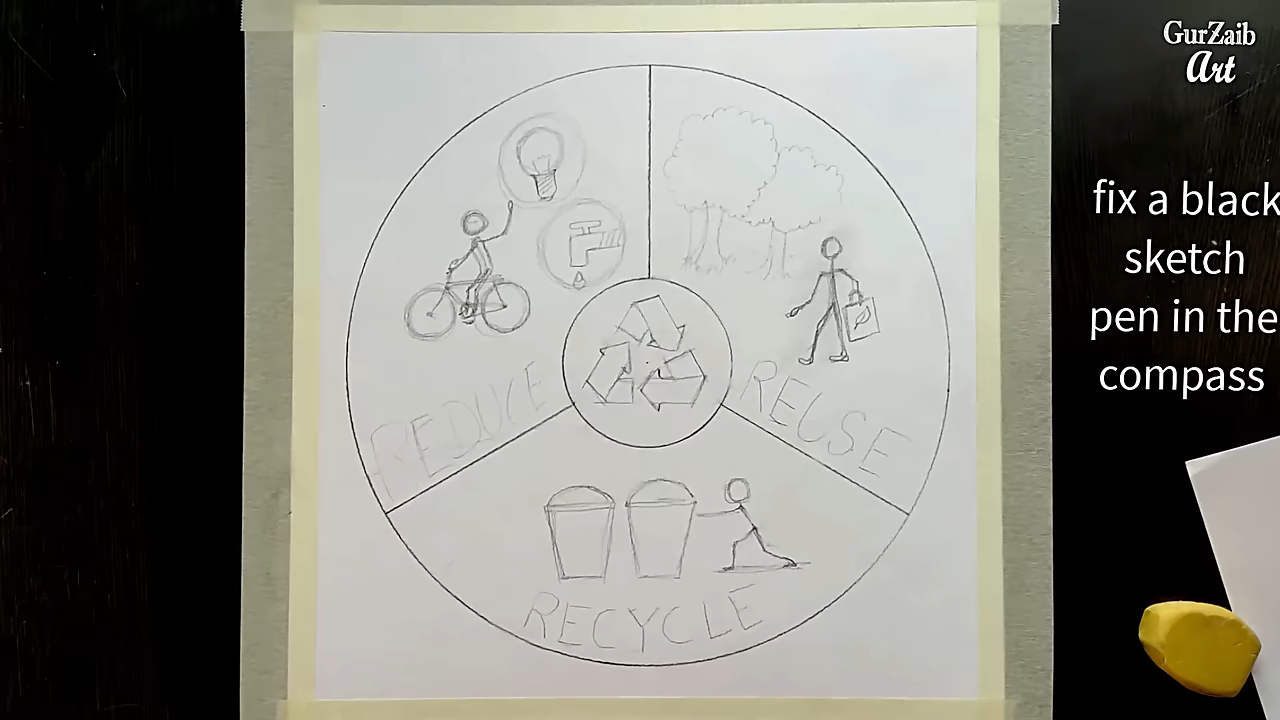 GurZaib
Art
fix a black
sketch
pen in the
compass
REDUCE
REUSE
RECYCLE